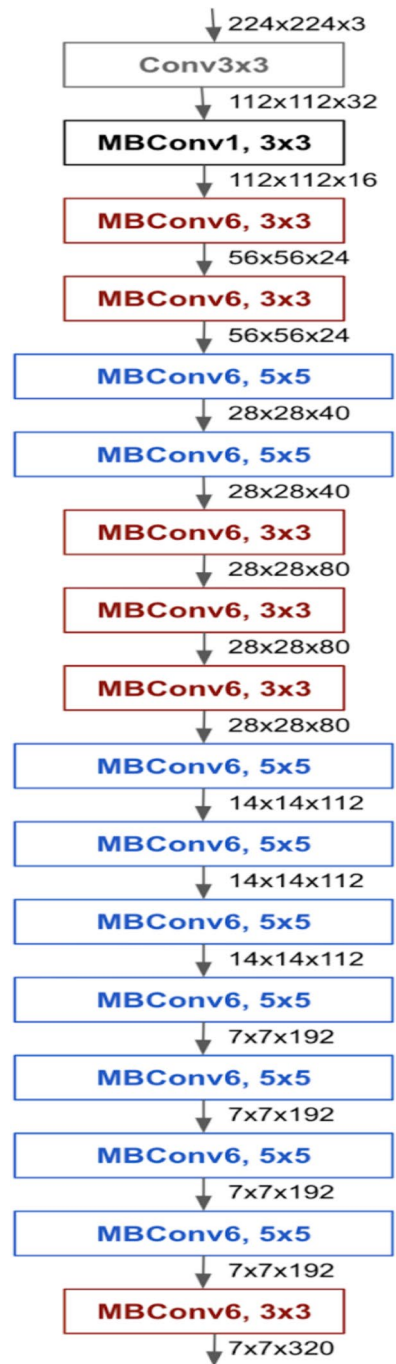 224x224x3
Conv3x3
112x112x32
MBConv1, 3x3
112x112x16
MBConv6, 3x3
56x56x24
MBConv6, 3x3
56x56x24
MBConv6, 5x5
28x28x40
MBConv6, 5x5
28x28x40
MBConv6, 3x3
28x28x80
MBConv6, 3x3
28x28x80
MBConv6, 3x3
28x28x80
MBConv6, 5x5
14x14x112
MBConv6, 5x5
14x14x112
MBConv6, 5x5
14x14x112
MBConv6, 5x5
7x7x192
MBConv6, 5x5
7x7x192
MBConv6, 5x5
7x7x192
MBConv6, 5x5
7x7x192
MBConv6, 3x3
7x7x320